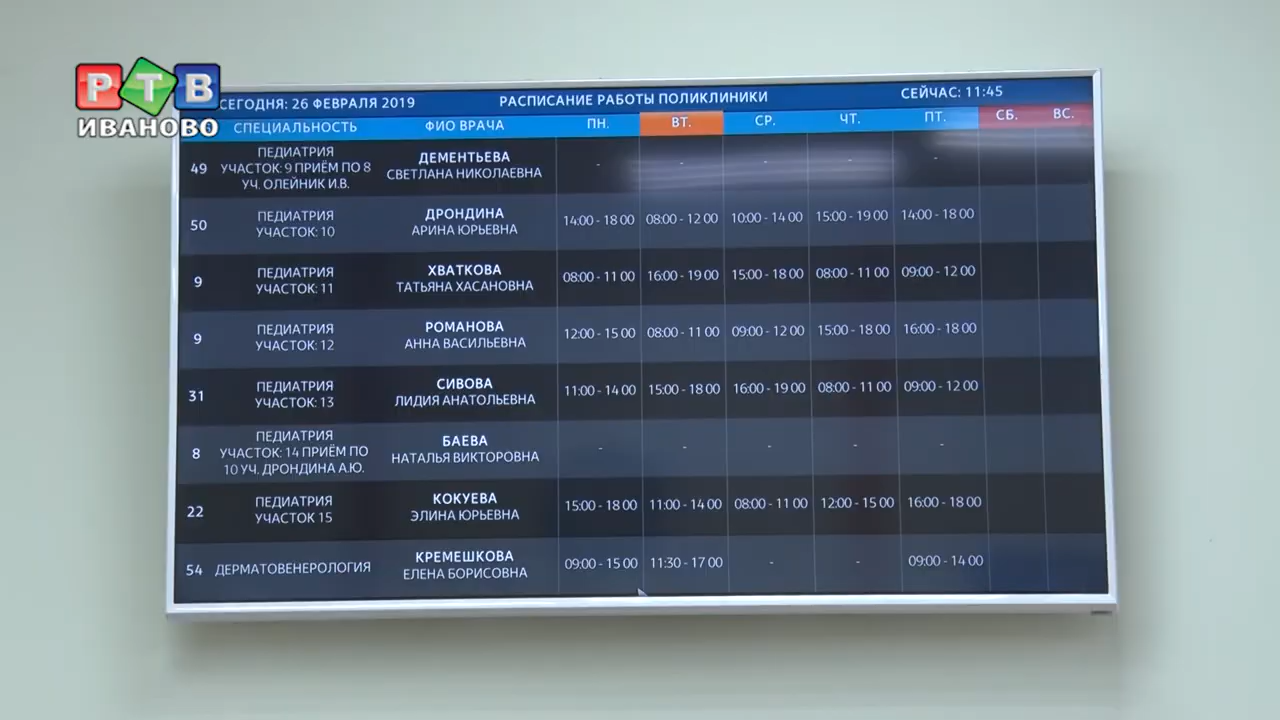 РТВ
ИВАНОВО
СЕГОДНЯ: 26 ФЕВРАЛЯ 2019 РАСПИСАНИЕ РАБОТЫ ПОЛИКЛИНИКИ СЕЙЧАС: 11:45
СПЕЦИАЛЬНОСТЬ ФИО ВРАЧА ПН. ВТ. СР. ЧТ. ПТ. СБ. ВС.
49 ПЕДИАТРИЯ УЧАСТОК: 9 ПРИЁМ ПО 8 УЧ. ОЛЕЙНИК И.В. ДЕМЕНТЬЕВА СВЕТЛАНА НИКОЛАЕВНА - - - - -
50 ПЕДИАТРИЯ УЧАСТОК: 10 ДРОНДИНА АРИНА ЮРЬЕВНА 14:00 - 18 00 08:00 - 12 00 10:00 - 14 00 15:00 - 19 00 14:00 - 18 00
9 ПЕДИАТРИЯ УЧАСТОК: 11 ХВАТКОВА ТАТЬЯНА ХАСАНОВНА 08:00 - 11 00 16:00 - 19 00 15:00 - 18 00 08:00 - 11 00 09:00 - 12 00
9 ПЕДИАТРИЯ УЧАСТОК: 12 РОМАНОВА АННА ВАСИЛЬЕВНА 12:00 - 15 00 08:00 - 11 00 09:00 - 12 00 15:00 - 18 00 16:00 - 18 00
31 ПЕДИАТРИЯ УЧАСТОК: 13 СИВОВА ЛИДИЯ АНАТОЛЬЕВНА 11:00 - 14 00 15:00 - 18 00 16:00 - 19 00 08:00 - 11 00 09:00 - 12 00
8 ПЕДИАТРИЯ УЧАСТОК: 14 ПРИЁМ ПО 10 УЧ. ДРОНДИНА А.Ю. БАЕВА НАТАЛЬЯ ВИКТОРОВНА - - - - -
22 ПЕДИАТРИЯ УЧАСТОК 15 КОКУЕВА ЭЛИНА ЮРЬЕВНА 15:00 - 18 00 11:00 - 14 00 08:00 - 11 00 12:00 - 15 00 16:00 - 18 00
54 ДЕРМАТОВЕНЕРОЛОГИЯ КРЕМЕШКОВА ЕЛЕНА БОРИСОВНА 09:00 - 15 00 11:30 - 17 00 - - 09:00 - 14 00